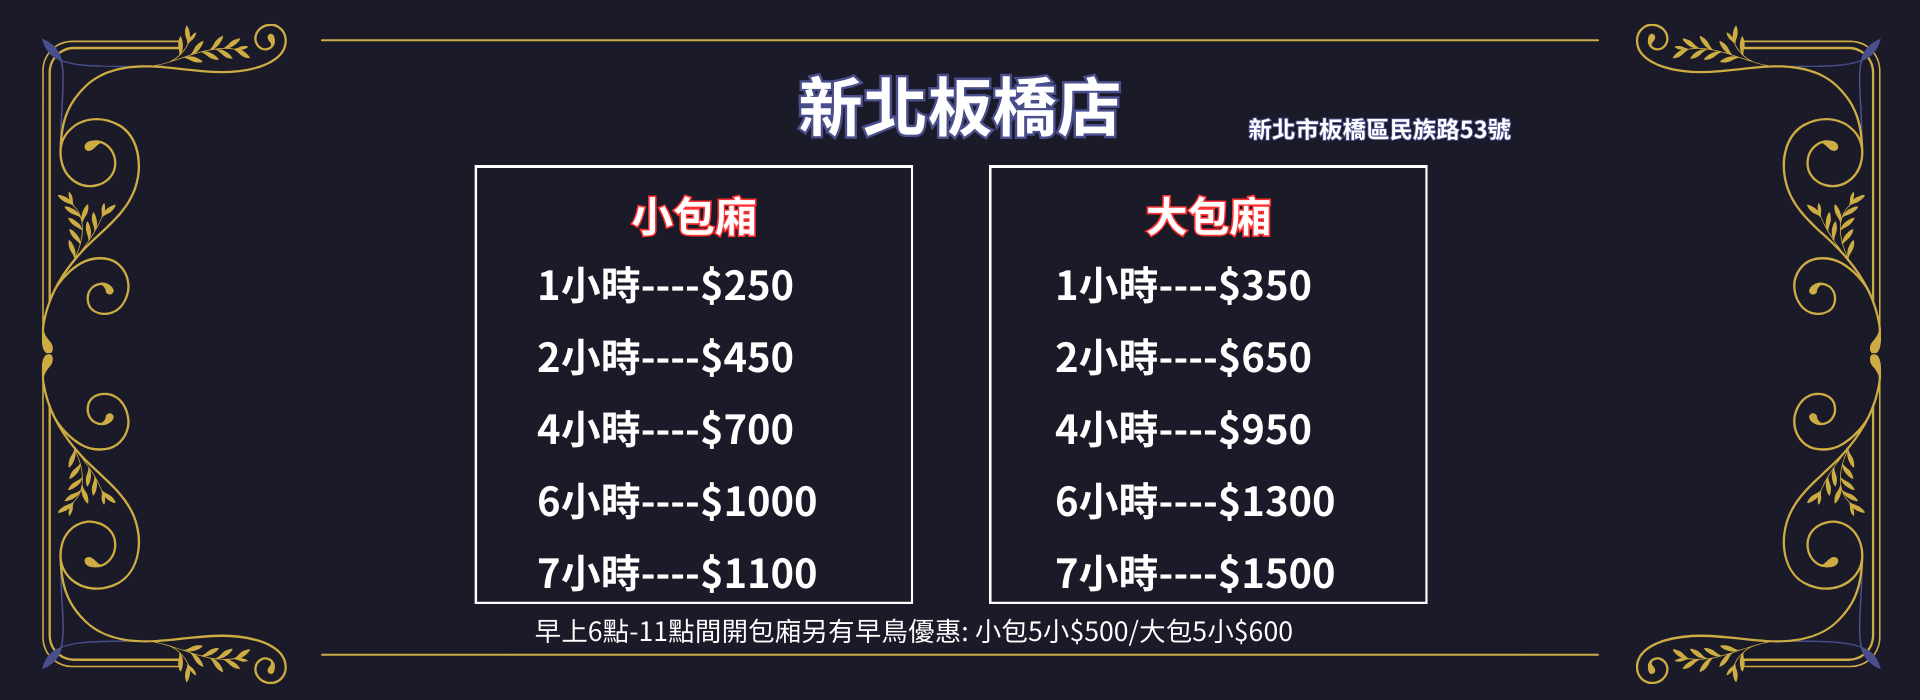 新北板橋店
新北市板橋區民族路53號
小包廂
1小時----$250
2小時----$450
4小時----$700
6小時----$1000
7小時----$1100
大包廂
1小時----$350
2小時----$650
4小時----$950
6小時----$1300
7小時----$1500
早上6點-11點間開包廂另有早鳥優惠: 小包5小$500/大包5小$600